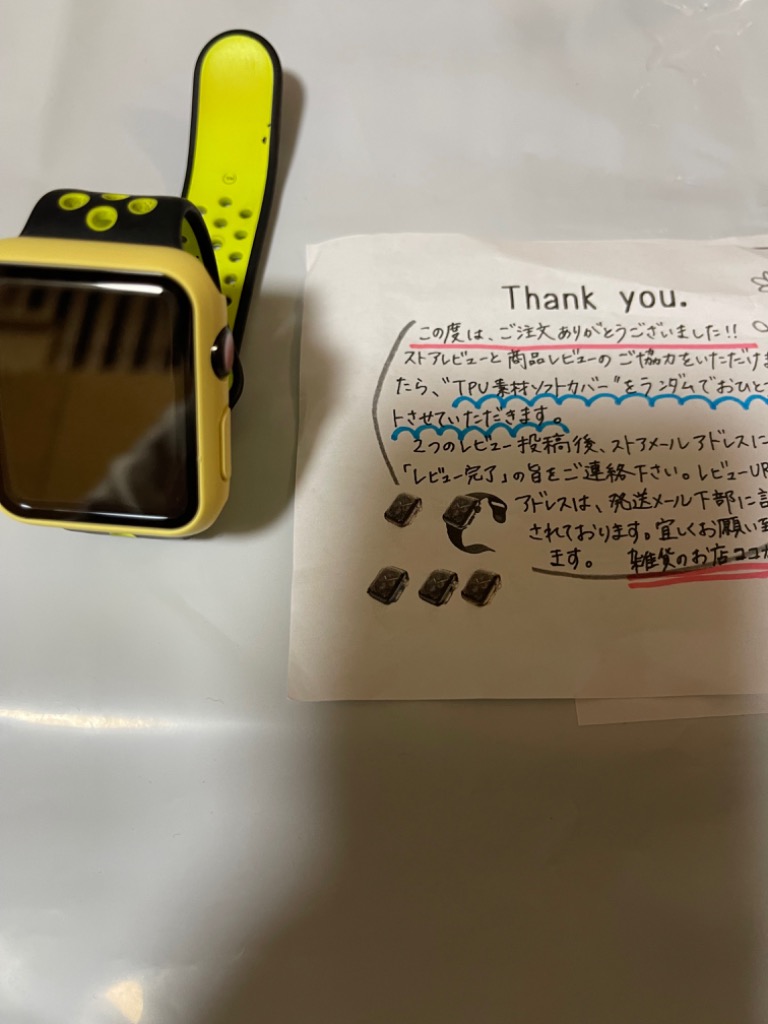 Thank you.
この度は、ご注文ありがとうございました!!
ストアレビューと商品レビューのご協力をいただけま
たら、"TPU素材ソフトカバー"をランダムでおひと
トさせていただきます。
2つのレビュー投稿後、ストアメールアドレスに
「レビュー完了」の旨をご連絡下さい。レビューUR
アドレスは、発送メール下部に
されております。宜しくお願い
ます。 雑貨のお店ココ